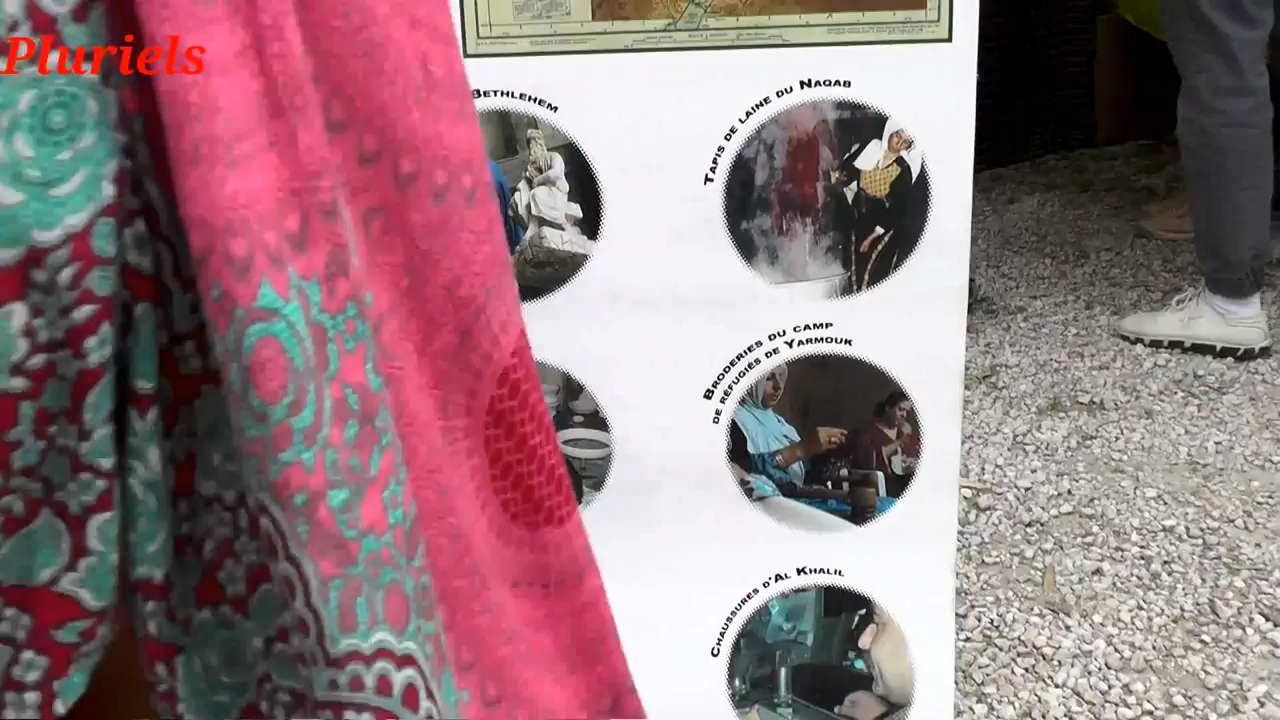 Pluriels
Bethlehem
Tapis de laine du Naqab
Broderies du camp
de réfugiés de Yarmouk
Chaussures d'Al Khalil